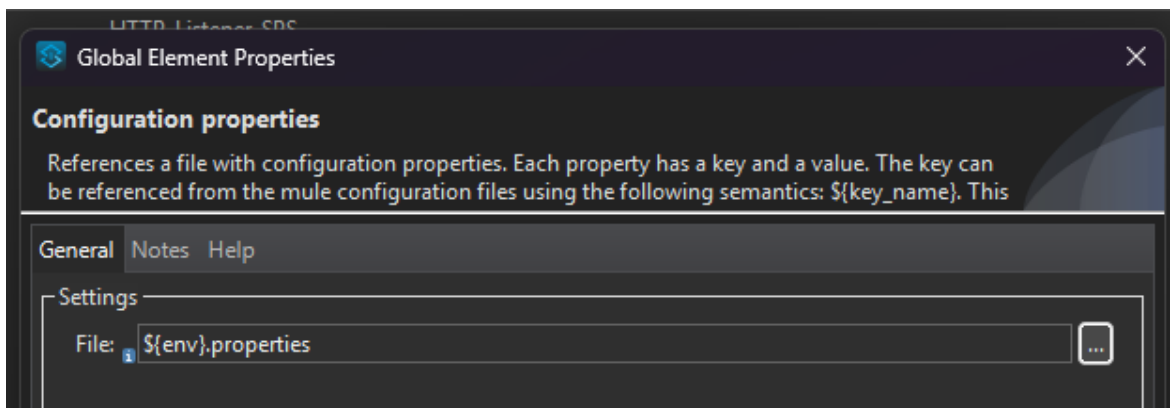 HTTP_Listener_SPS
Global Element Properties
Configuration properties
References a file with configuration properties. Each property has a key and a value. The key can
be referenced from the mule configuration files using the following semantics: ${key_name}. This
General Notes Help
Settings
File: ${env}.properties
...